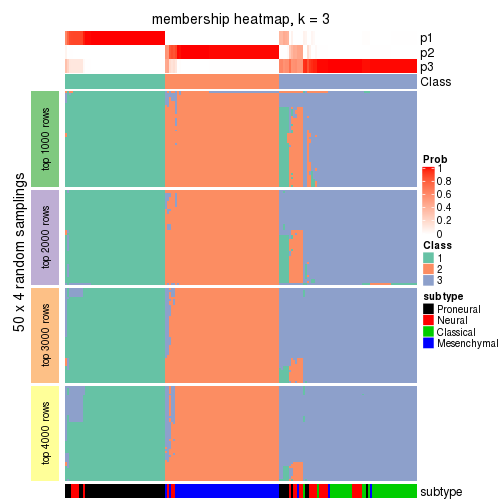 membership heatmap, k = 3
p1
p2
p3
Class
50 x 4 random samplings
top 1000 rows
top 2000 rows
top 3000 rows
top 4000 rows
Prob
1
0.8
0.6
0.4
0.2
0
Class
1
2
3
subtype
Proneural
Neural
Classical
Mesenchymal
subtype